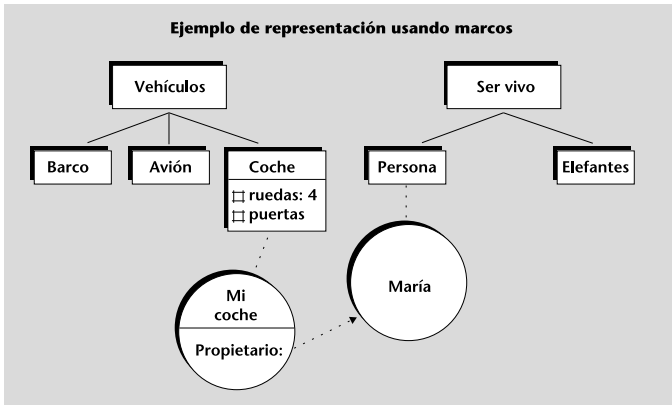 Ejemplo de representación usando marcos
Vehículos
Ser vivo
Barco
Avión
Coche
ruedas: 4
puertas
Persona
Elefantes
Mi
coche
Propietario:
María